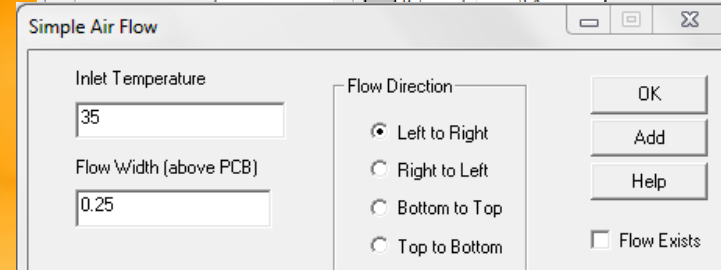 Simple Air Flow
Inlet Temperature
35
Flow Width (above PCB)
0.25
Flow Direction
Left to Right
Right to Left
Bottom to Top
Top to Bottom
OK
Add
Help
Flow Exists